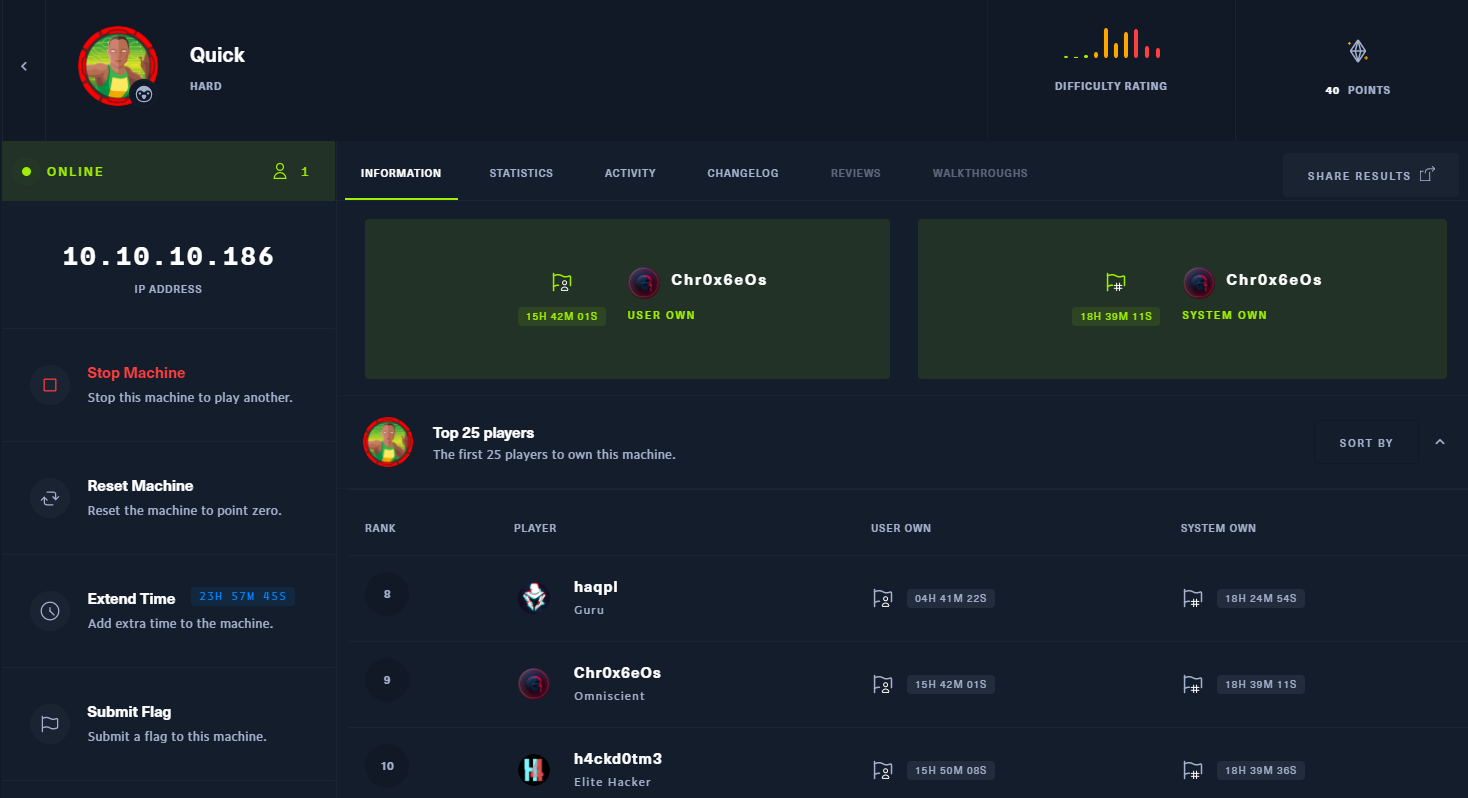 Quick
HARD
DIFFICULTY RATING
40 POINTS
ONLINE
1
10.10.10.186
IP ADDRESS
Stop Machine
Stop this machine to play another.
Reset Machine
Reset the machine to point zero.
Extend Time 23H 57M 45S
Add extra time to the machine.
Submit Flag
Submit a flag to this machine.
INFORMATION STATISTICS ACTIVITY CHANGELOG REVIEWS WALKTHROUGHS
SHARE RESULTS
Chr0x6eOs
15H 42M 01S USER OWN
Chr0x6eOs
18H 39M 11S SYSTEM OWN
Top 25 players
The first 25 players to own this machine.
SORT BY
RANK PLAYER USER OWN SYSTEM OWN
8 haqpl 04H 41M 22S 18H 24M 54S
Guru
9 Chr0x6eOs 15H 42M 01S 18H 39M 11S
Omniscient
10 h4ckd0tm3 15H 50M 08S 18H 39M 36S
Elite Hacker